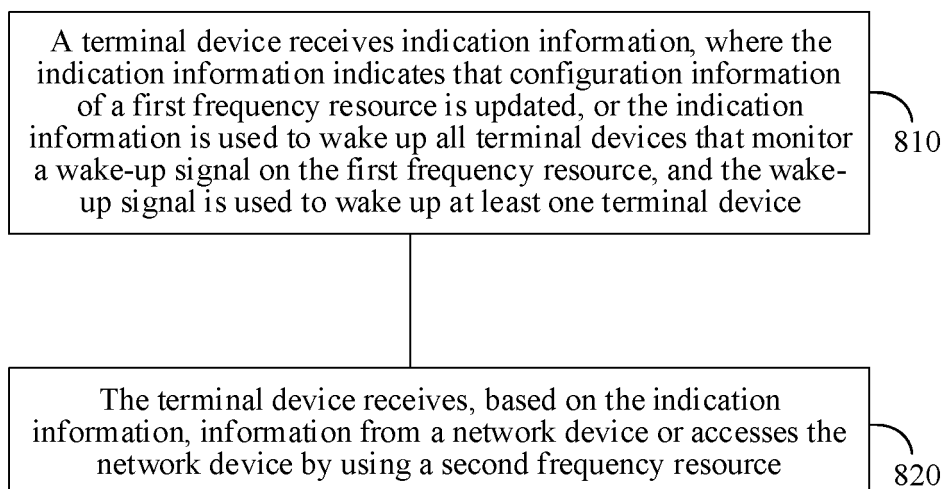 A terminal device receives indication information, where the
indication information indicates that configuration information
of a first frequency resource is updated, or the indication
information is used to wake up all terminal devices that monitor
a wake-up signal on the first frequency resource, and the wake-
up signal is used to wake up at least one terminal device
810
The terminal device receives, based on the indication
information, information from a network device or accesses the
network device by using a second frequency resource
820